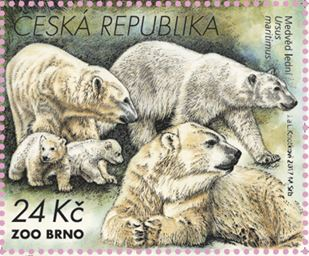 ČESKÁ REPUBLIKA
Medvěd lední
Ursus
maritimus
24 Kč
ZOO BRNO